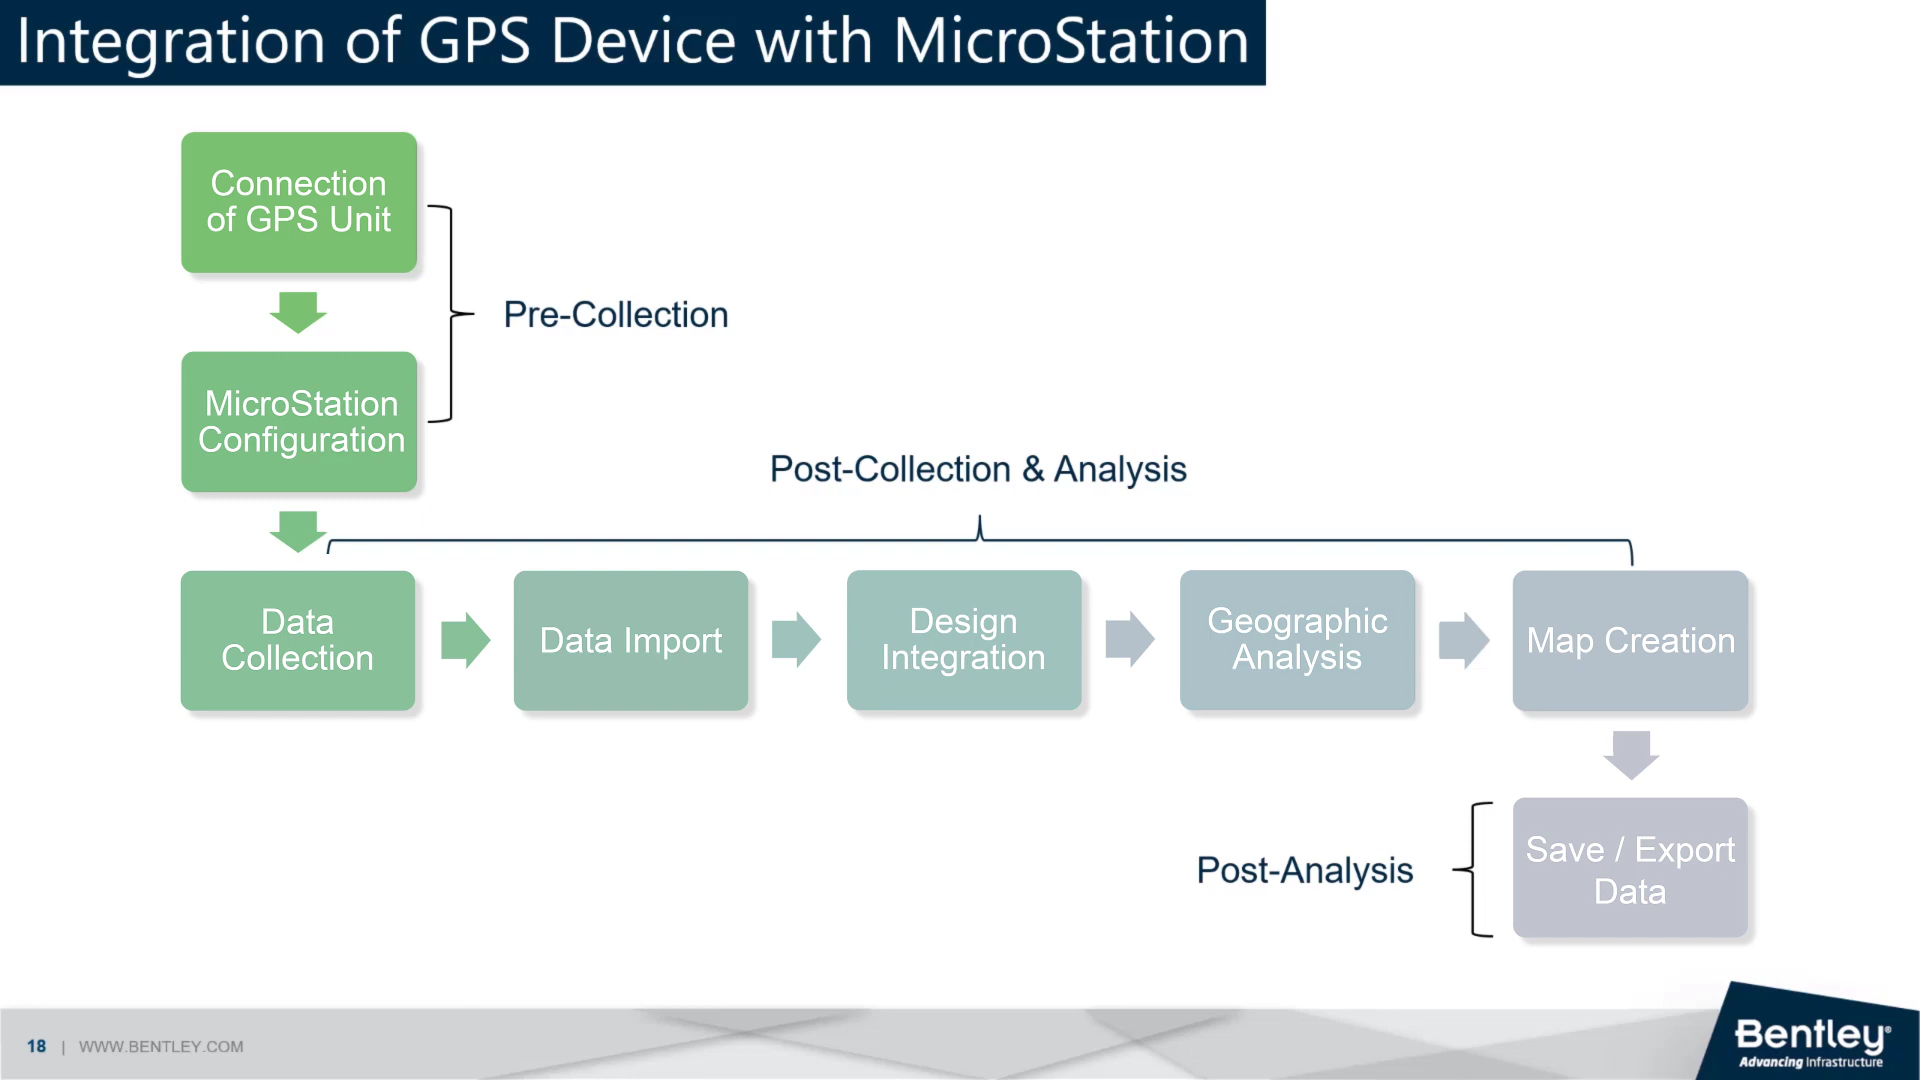 Integration of GPS Device with MicroStation
Connection
of GPS Unit
Pre-Collection
MicroStation
Configuration
Post-Collection & Analysis
Data
Collection
Data Import
Design
Integration
Geographic
Analysis
Map Creation
Save / Export
Data
Post-Analysis
18 | WWW.BENTLEY.COM
Bentley®
Advancing Infrastructure